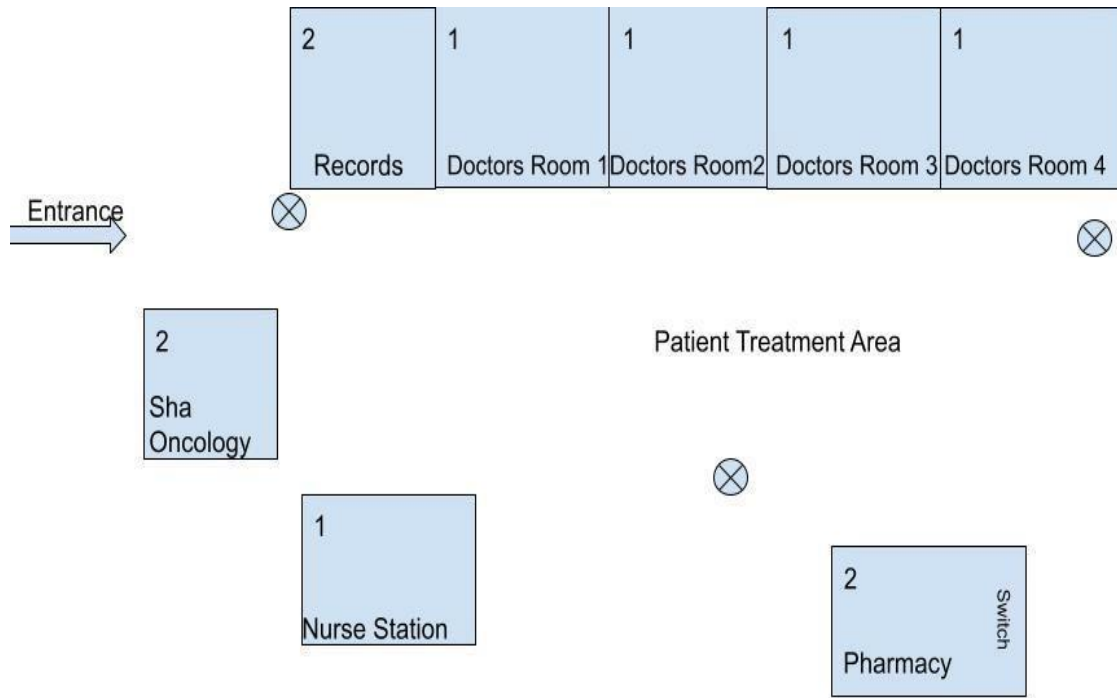 2
1
1
1
1
Records
Doctors Room 1
Doctors Room2
Doctors Room 3
Doctors Room 4
Entrance
2
Sha
Oncology
Patient Treatment Area
1
Nurse Station
2
Switch
Pharmacy